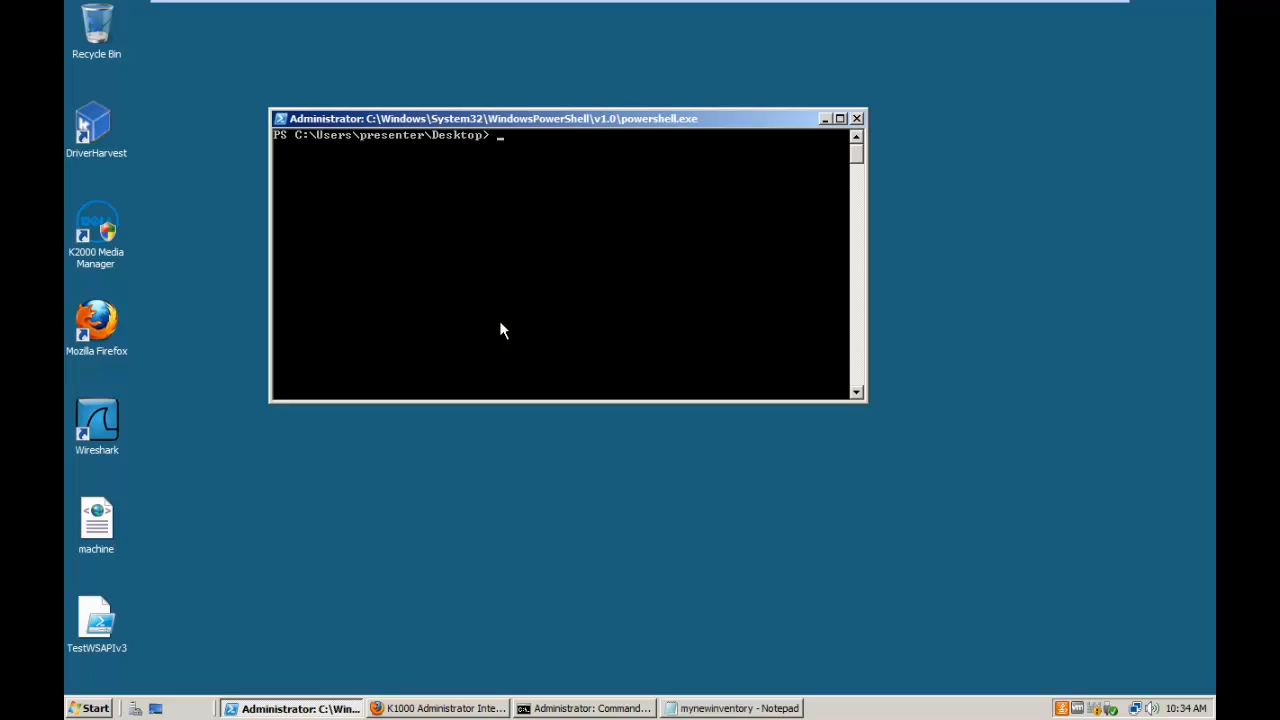 Recycle Bin
DriverHarvest
K2000 Media
Manager
Mozilla Firefox
Wireshark
machine
TestWSAPIv3
Administrator: C:\Windows\System32\WindowsPowerShell\v1.0\powershell.exe
PS C:\Users\presenter\Desktop> _
Start
Administrator: C:\Win...
K1000 Administrator Inte...
Administrator: Command...
mynewinventory - Notepad
10:34 AM